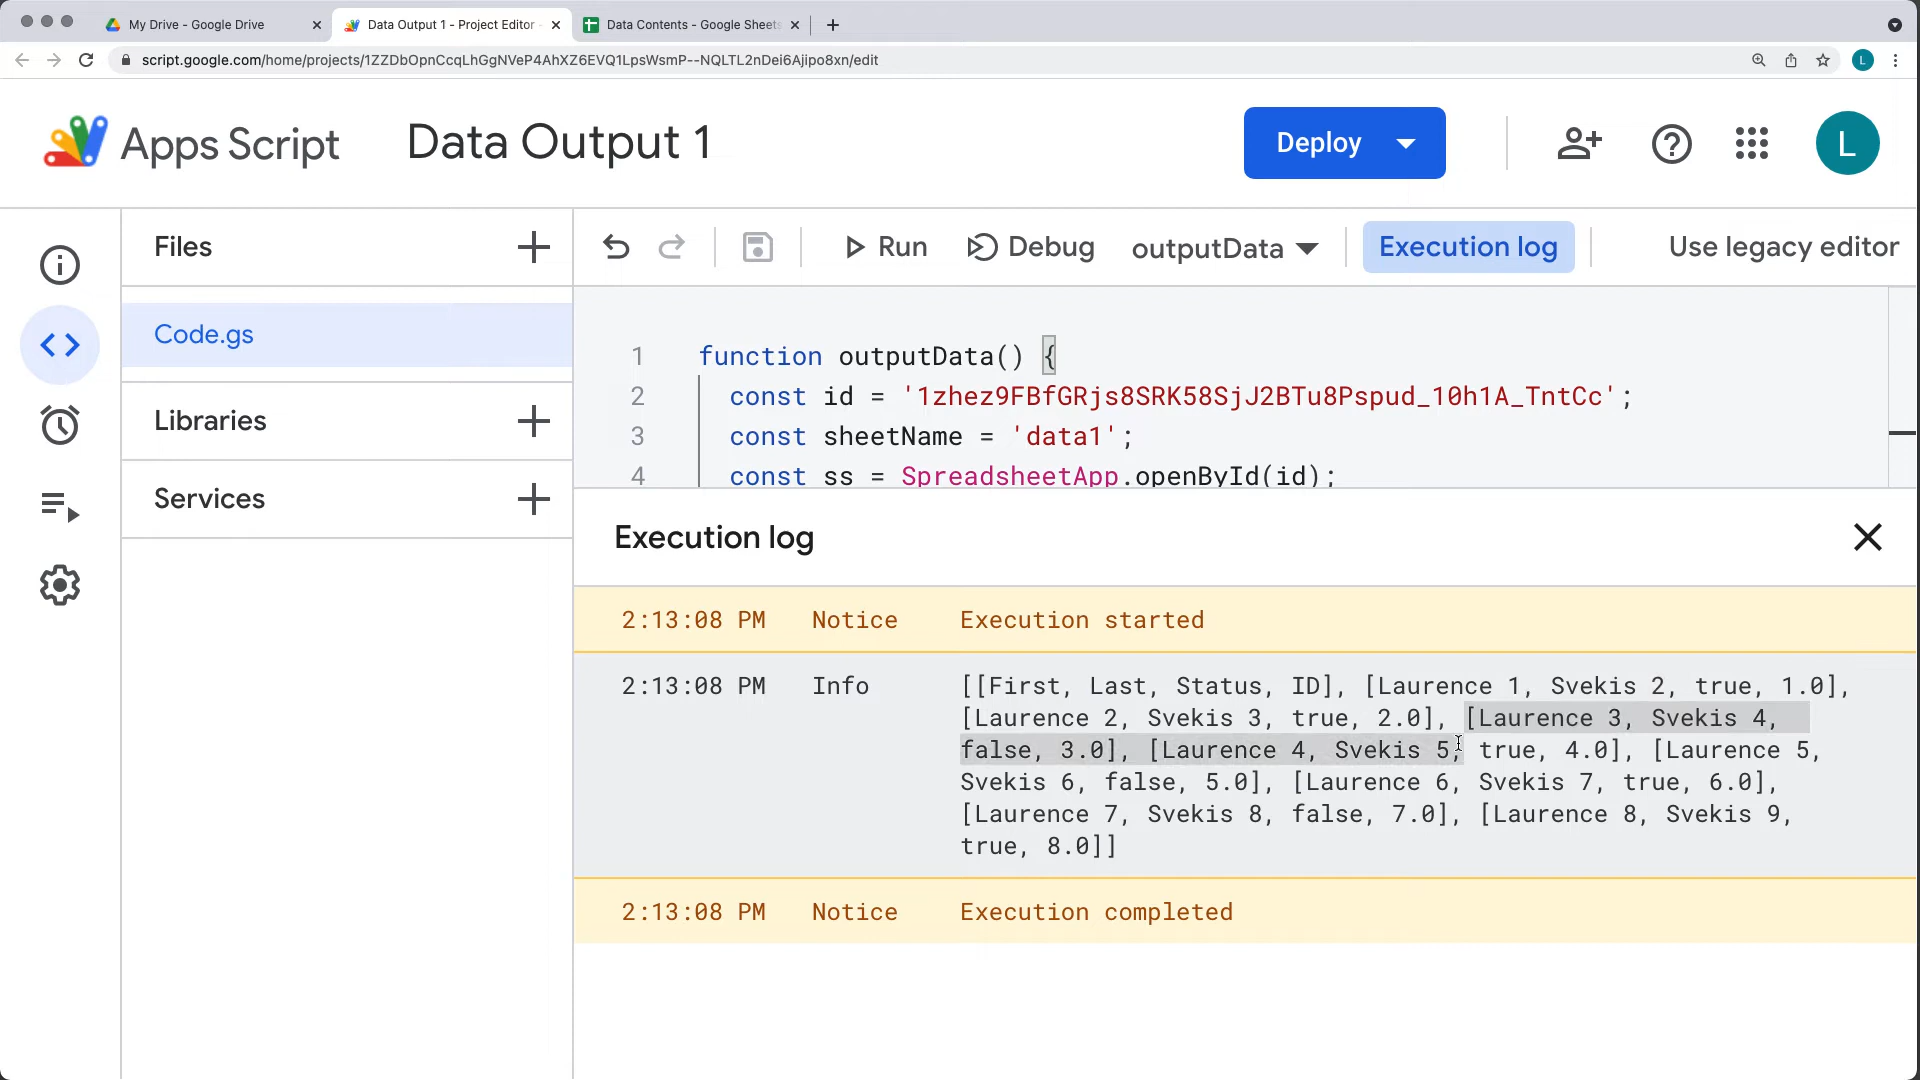 My Drive - Google Drive
Data Output 1 - Project Editor
Data Contents - Google Sheets
script.google.com/home/projects/1ZZDbOpnCcqLhGgNVeP4AhXZ6EVQ1LpsWsmP--NQLTL2nDei6Ajipo8xn/edit
L
Apps Script
Data Output 1
Deploy
L
Files
Run
Debug
outputData
Execution log
Use legacy editor
Code.gs
Libraries
Services
1 function outputData() {
2 const id = '1zhez9FBfGRjs8SRK58SjJ2BTu8Pspud_10h1A_TntCc';
3 const sheetName = 'data1';
4 const ss = SpreadsheetApp.openById(id);
Execution log
2:13:08 PM Notice Execution started
2:13:08 PM Info [[First, Last, Status, ID], [Laurence 1, Svekis 2, true, 1.0],
[Laurence 2, Svekis 3, true, 2.0], [Laurence 3, Svekis 4,
false, 3.0], [Laurence 4, Svekis 5, true, 4.0], [Laurence 5,
Svekis 6, false, 5.0], [Laurence 6, Svekis 7, true, 6.0],
[Laurence 7, Svekis 8, false, 7.0], [Laurence 8, Svekis 9,
true, 8.0]]
2:13:08 PM Notice Execution completed